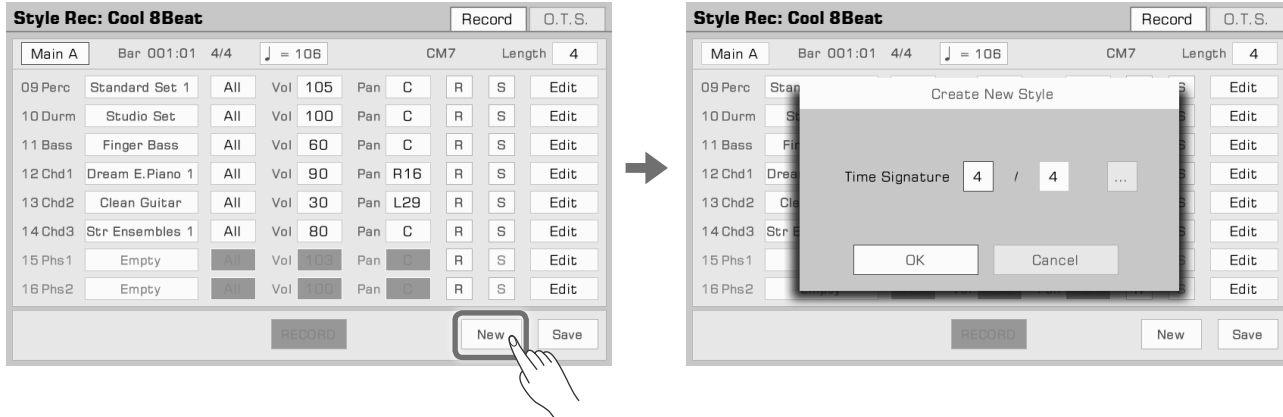 Style Rec: Cool 8Beat Record O.T.S.
Main A Bar 001:01 4/4 ♩ = 106 CM7 Length 4
09 Perc Standard Set 1 All Vol 105 Pan C R S Edit
10 Durm Studio Set All Vol 100 Pan C R S Edit
11 Bass Finger Bass All Vol 60 Pan C R S Edit
12 Chd1 Dream E.Piano 1 All Vol 90 Pan R16 R S Edit
13 Chd2 Clean Guitar All Vol 30 Pan L29 R S Edit
14 Chd3 Str Ensembles 1 All Vol 80 Pan C R S Edit
15 Phs1 Empty All Vol 103 Pan C R S Edit
16 Phs2 Empty All Vol 100 Pan C R S Edit
RECORD New Save
Style Rec: Cool 8Beat Record O.T.S.
Main A Bar 001:01 4/4 ♩ = 106 CM7 Length 4
09 Perc Stan S Edit
Create New Style
10 Durm St S Edit
11 Bass Fin S Edit
12 Chd1 Drea Time Signature 4 / 4 ... S Edit
13 Chd2 Cle S Edit
14 Chd3 Str E S Edit
15 Phs1 OK Cancel S Edit
16 Phs2 Edit
RECORD New Save